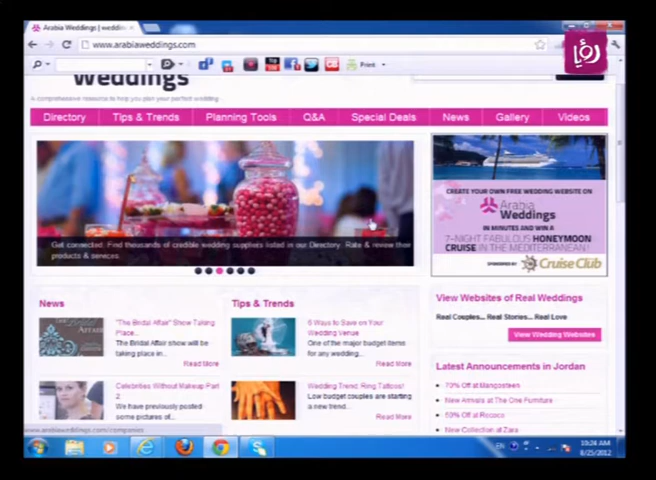 Arabia Weddings | weddin
www.arabiaweddings.com
رؤيا
Print
Weddings
A comprehensive resource to help you plan your perfect wedding
Directory Tips & Trends Planning Tools Q&A Special Deals News Gallery Videos
Get connected. Find thousands of credible wedding suppliers listed in our Directory. Rate & review their
products & services.
CREATE YOUR OWN FREE WEDDING WEBSITE ON
Arabia
Weddings
IN MINUTES AND WIN A
7-NIGHT FABULOUS HONEYMOON
CRUISE IN THE MEDITERRANEAN!
SPONSORED BY Cruise Club
News
"The Bridal Affair" Show Taking
Place...
The Bridal Affair show will be
taking place in...
Read More
Celebrities Without Makeup Part
2
We have previously posted
some pictures of...
Tips & Trends
6 Ways to Save on Your
Wedding Venue
One of the major budget items
for any wedding...
Read More
Wedding Trend: Ring Tattoos!
Low budget couples are starting
a new trend...
Read More
View Websites of Real Weddings
Real Couples... Real Stories... Real Love
View Wedding Websites
Latest Announcements in Jordan
70% Off at Mangosteen
New Arrivals at The One Furniture
50% Off at Rococo
New Collection at Zara
www.arabiaweddings.com/companies
EN
10:24 AM
8/25/2012